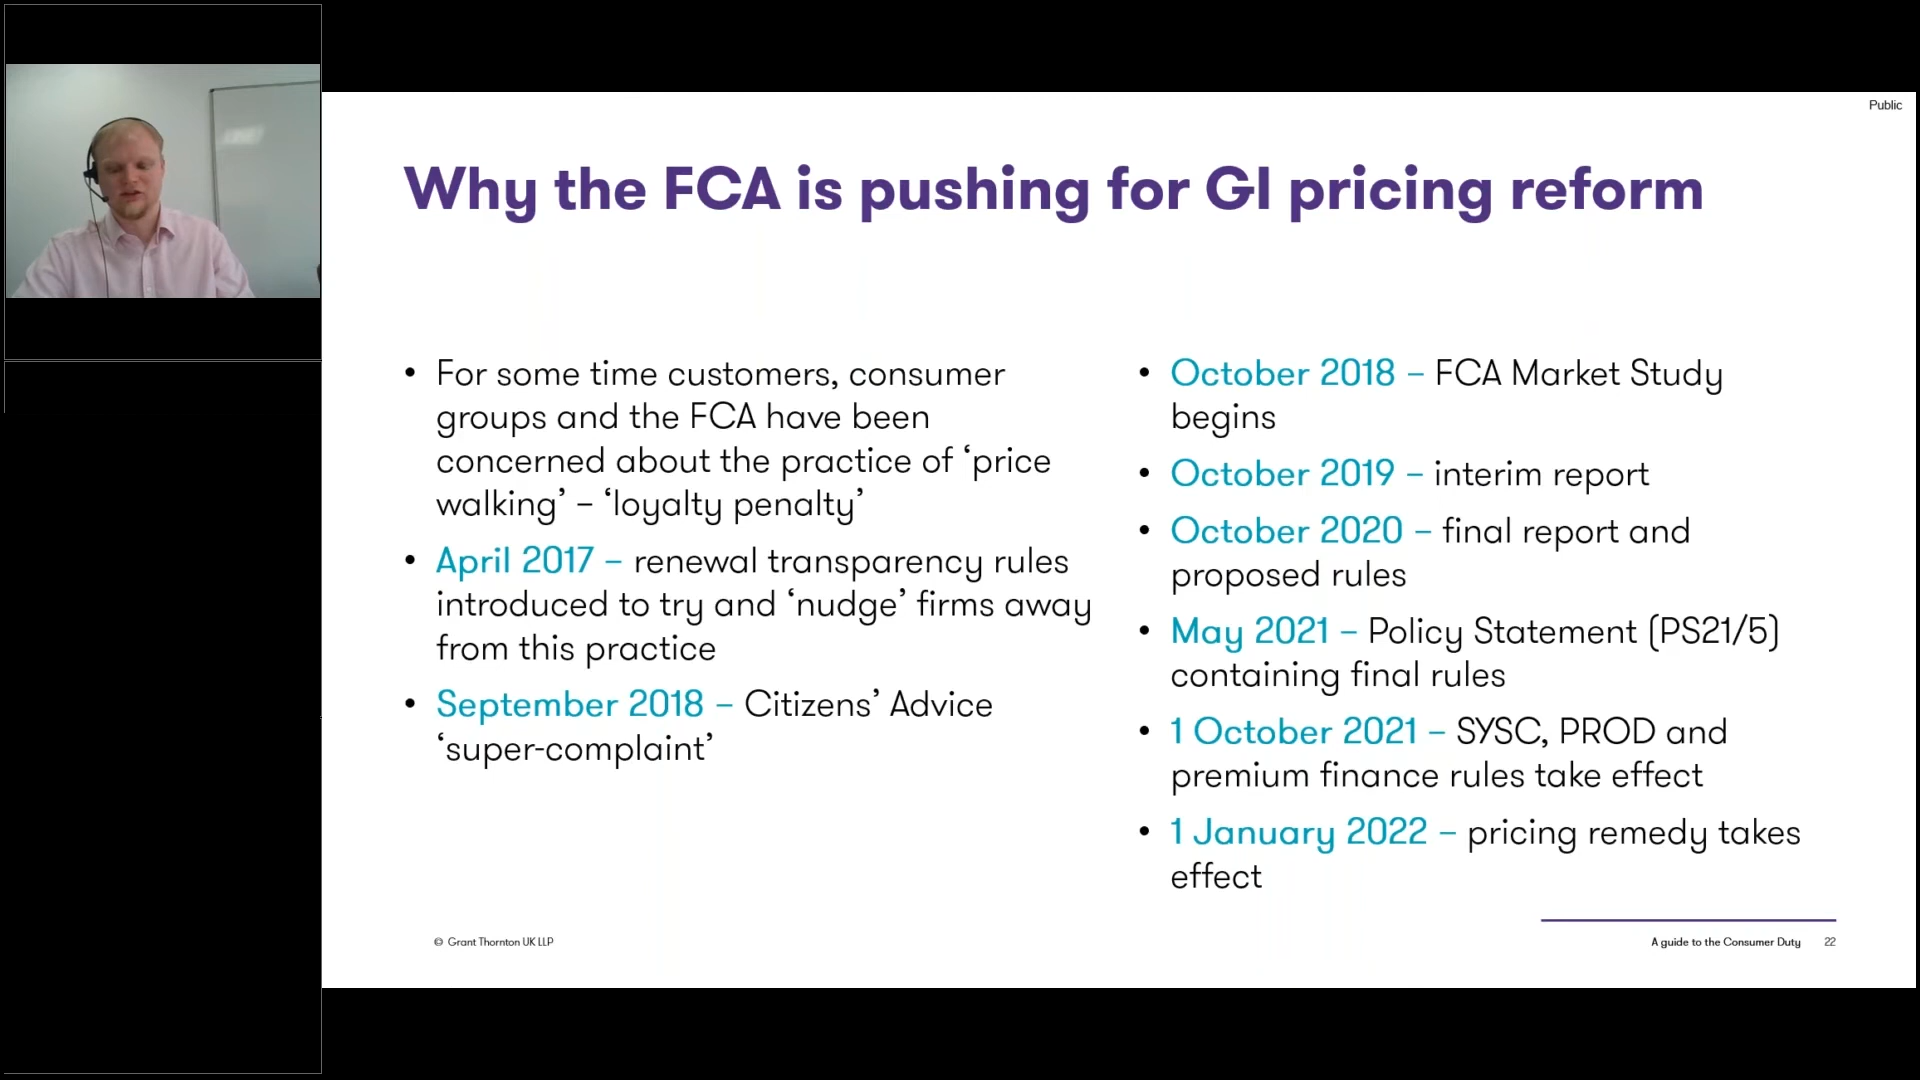 Public
Why the FCA is pushing for GI pricing reform
• For some time customers, consumer
groups and the FCA have been
concerned about the practice of ‘price
walking’ – ‘loyalty penalty’
• April 2017 – renewal transparency rules
introduced to try and ‘nudge’ firms away
from this practice
• September 2018 – Citizens’ Advice
‘super-complaint’
• October 2018 – FCA Market Study
begins
• October 2019 – interim report
• October 2020 – final report and
proposed rules
• May 2021 – Policy Statement (PS21/5)
containing final rules
• 1 October 2021 – SYSC, PROD and
premium finance rules take effect
• 1 January 2022 – pricing remedy takes
effect
© Grant Thornton UK LLP
A guide to the Consumer Duty 22